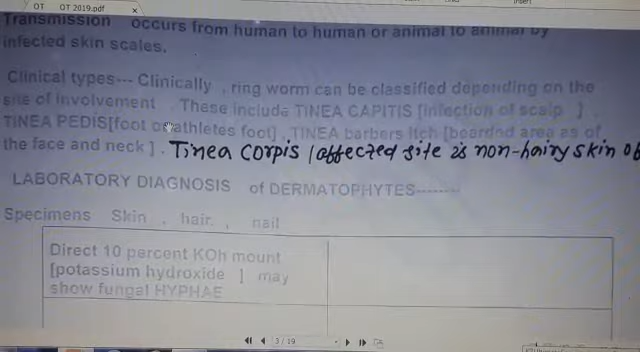 OT OT 2019.pdf ×
Transmission occurs from human to human or animal to animal by
infected skin scales.
Clinical types--- Clinically , ring worm can be classified depending on the
site of involvement . These include TiNEA CAPITIS [infection of scalp ] .
TiNEA PEDIS[foot or athletes foot] . TINEA barbers Itch [bearded area as of
the face and neck ] . Tinea corpis / affected site is non-hairy skin of
LABORATORY DIAGNOSIS of DERMATOPHYTES-------
Specimens Skin , hair. , nail
Direct 10 percent KOh mount
[potassium hydroxide ] may
show fungal HYPHAE
3 / 19